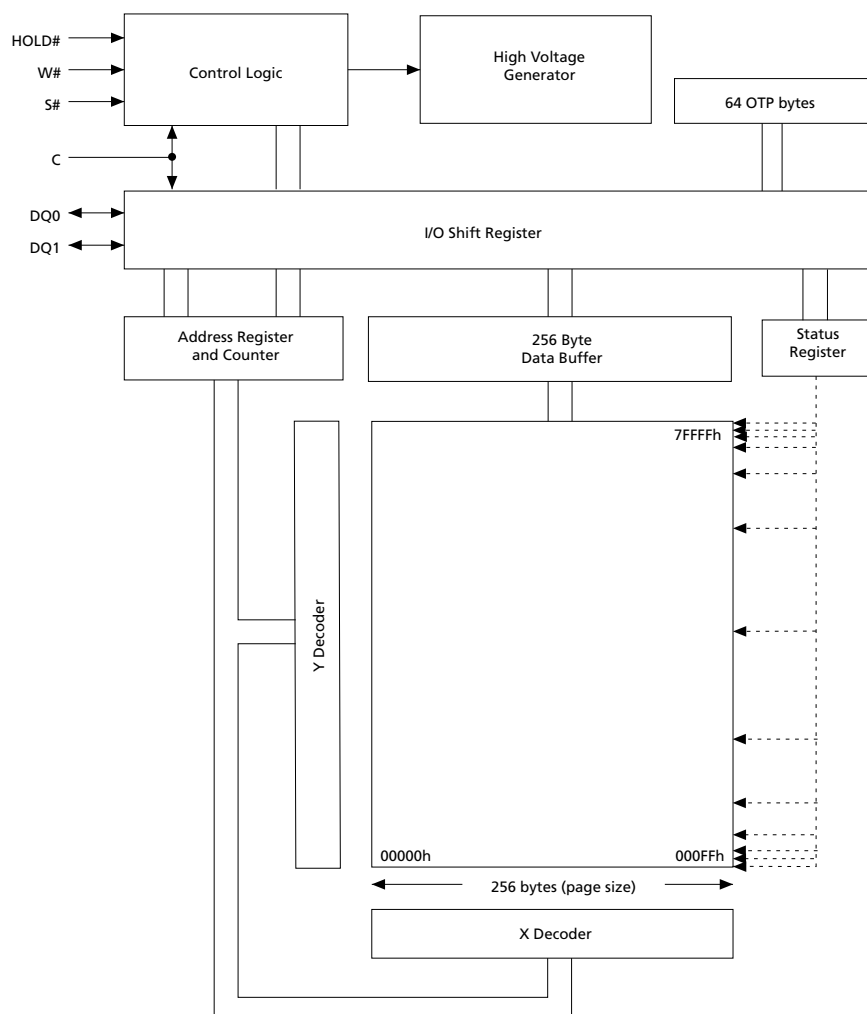 HOLD#
W#
S#
Control Logic
High Voltage
Generator
64 OTP bytes
C
DQ0
DQ1
I/O Shift Register
Address Register
and Counter
256 Byte
Data Buffer
Status
Register
7FFFFh
Y Decoder
00000h
000FFh
256 bytes (page size)
X Decoder